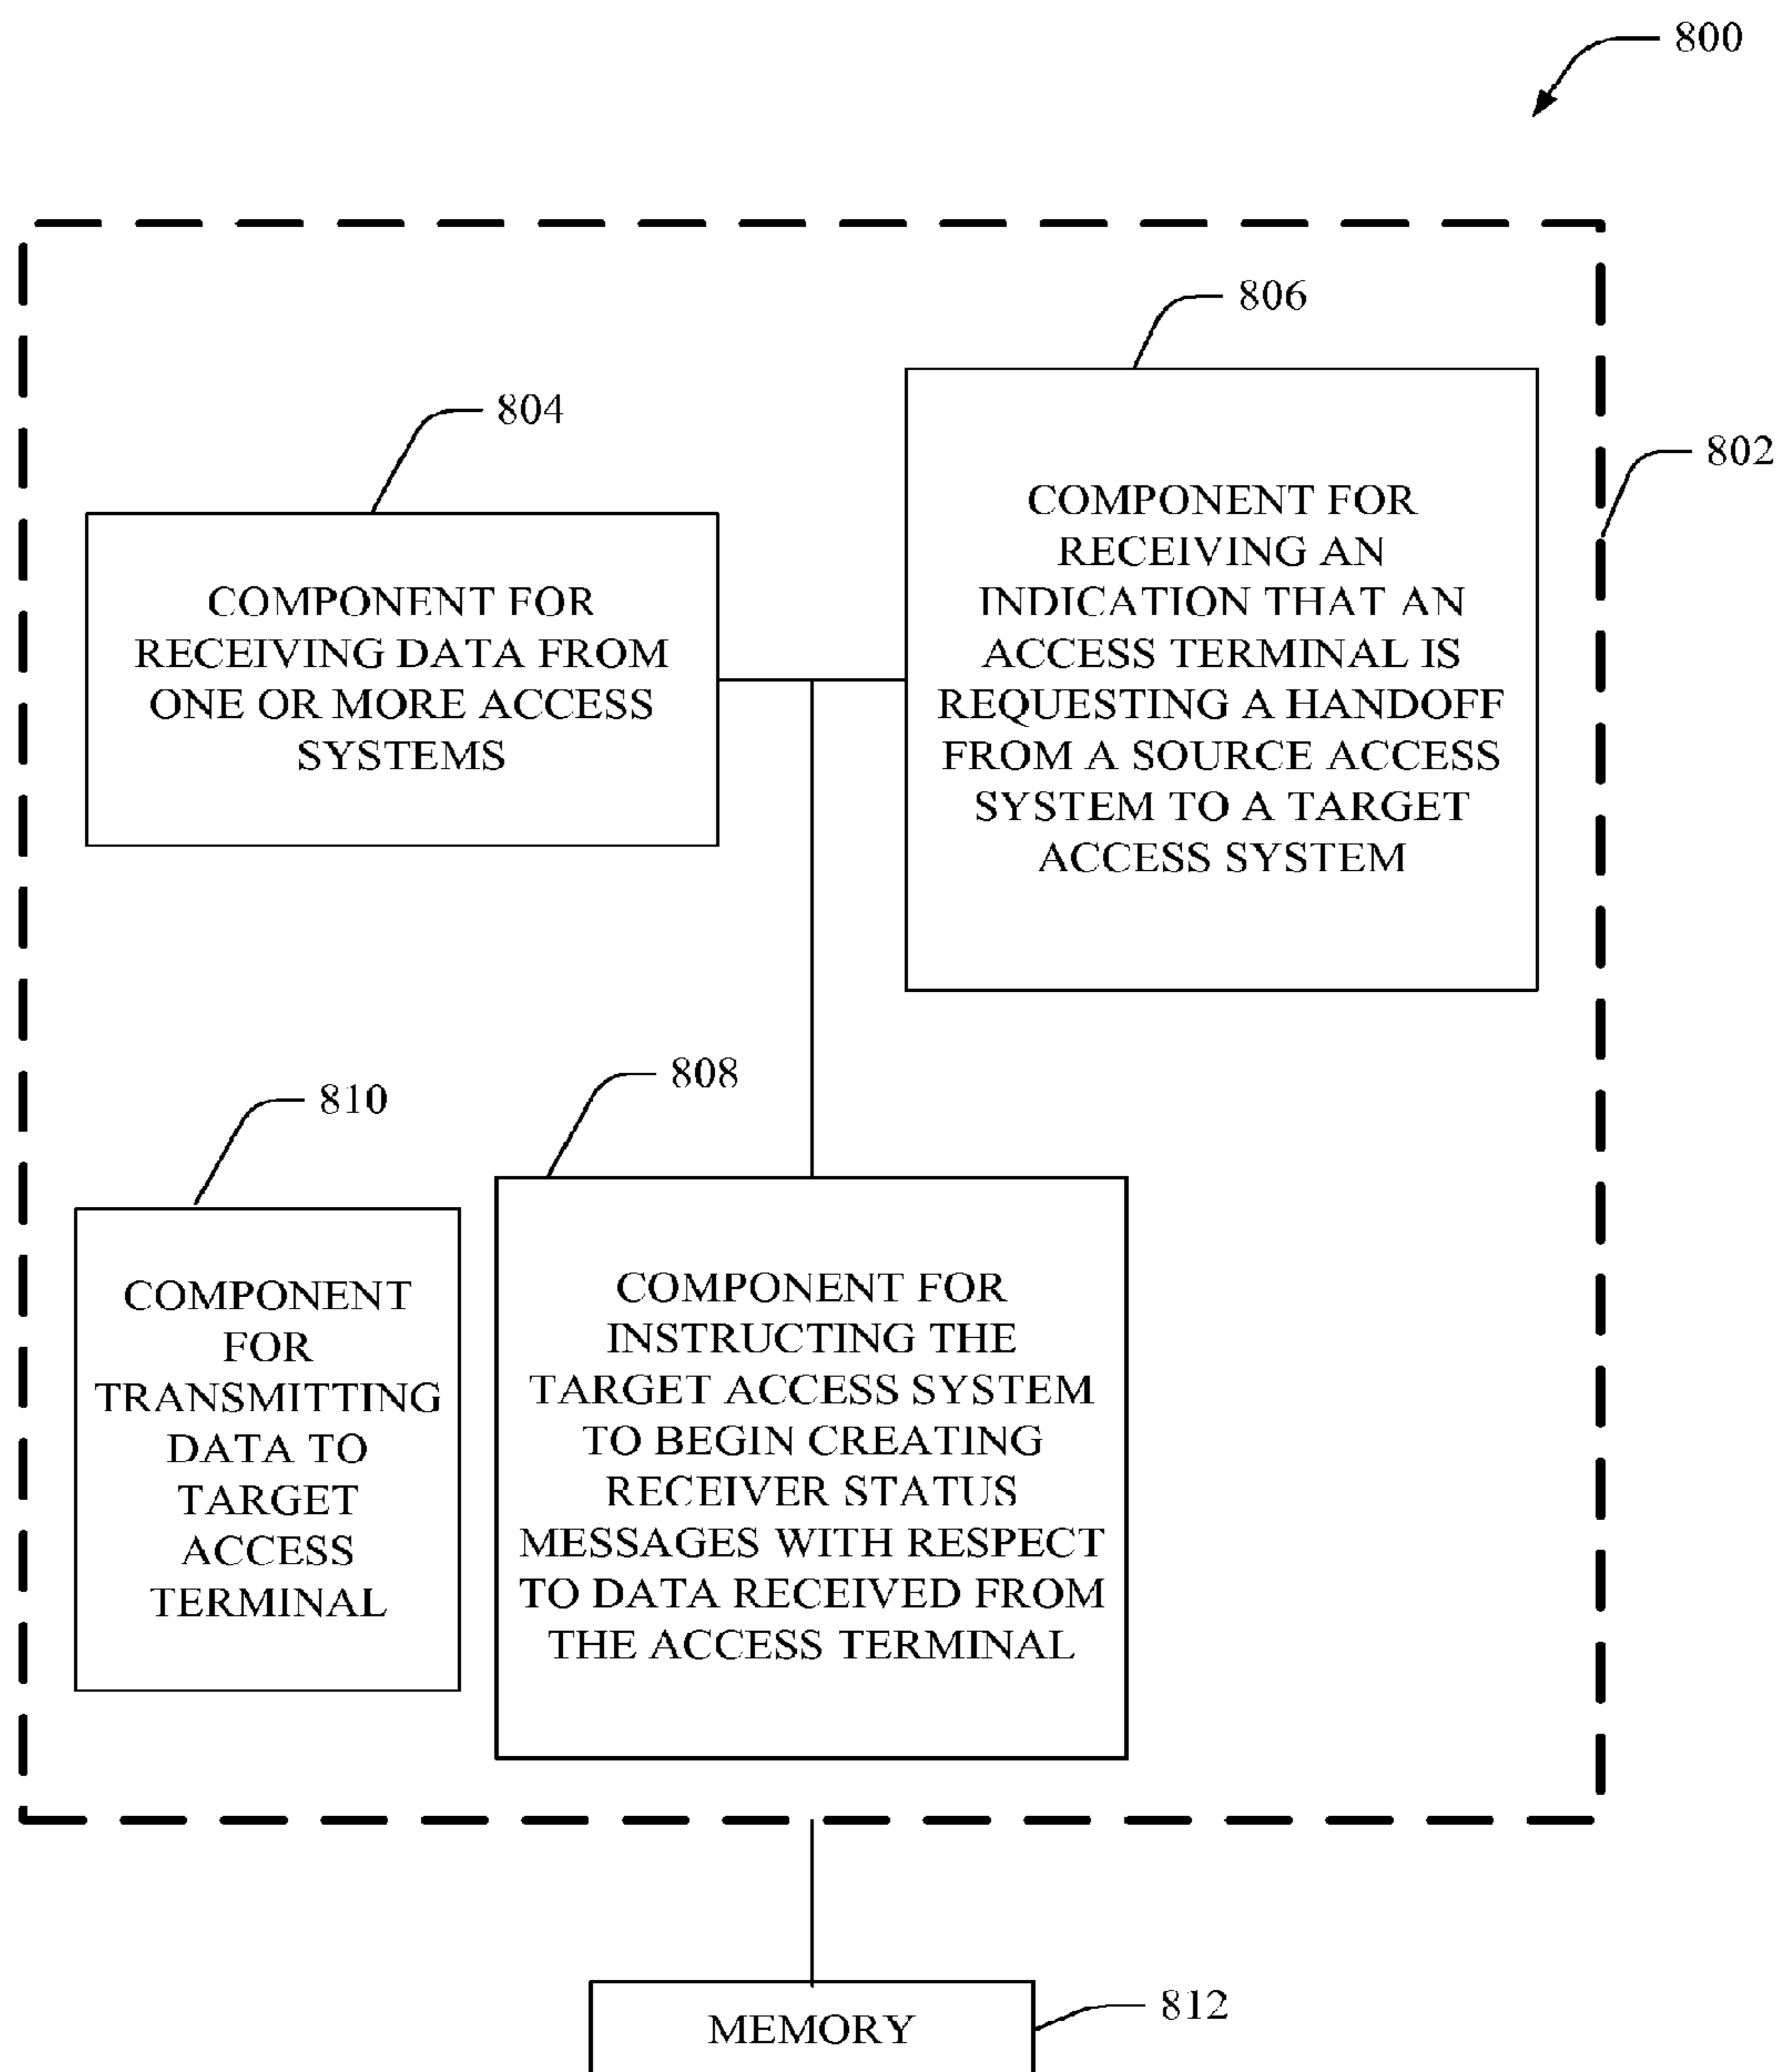 800
806
804
802
COMPONENT FOR
RECEIVING DATA FROM
ONE OR MORE ACCESS
SYSTEMS
COMPONENT FOR
RECEIVING AN
INDICATION THAT AN
ACCESS TERMINAL IS
REQUESTING A HANDOFF
FROM A SOURCE ACCESS
SYSTEM TO A TARGET
ACCESS SYSTEM
810
808
COMPONENT
FOR
TRANSMITTING
DATA TO
TARGET
ACCESS
TERMINAL
COMPONENT FOR
INSTRUCTING THE
TARGET ACCESS SYSTEM
TO BEGIN CREATING
RECEIVER STATUS
MESSAGES WITH RESPECT
TO DATA RECEIVED FROM
THE ACCESS TERMINAL
MEMORY
812